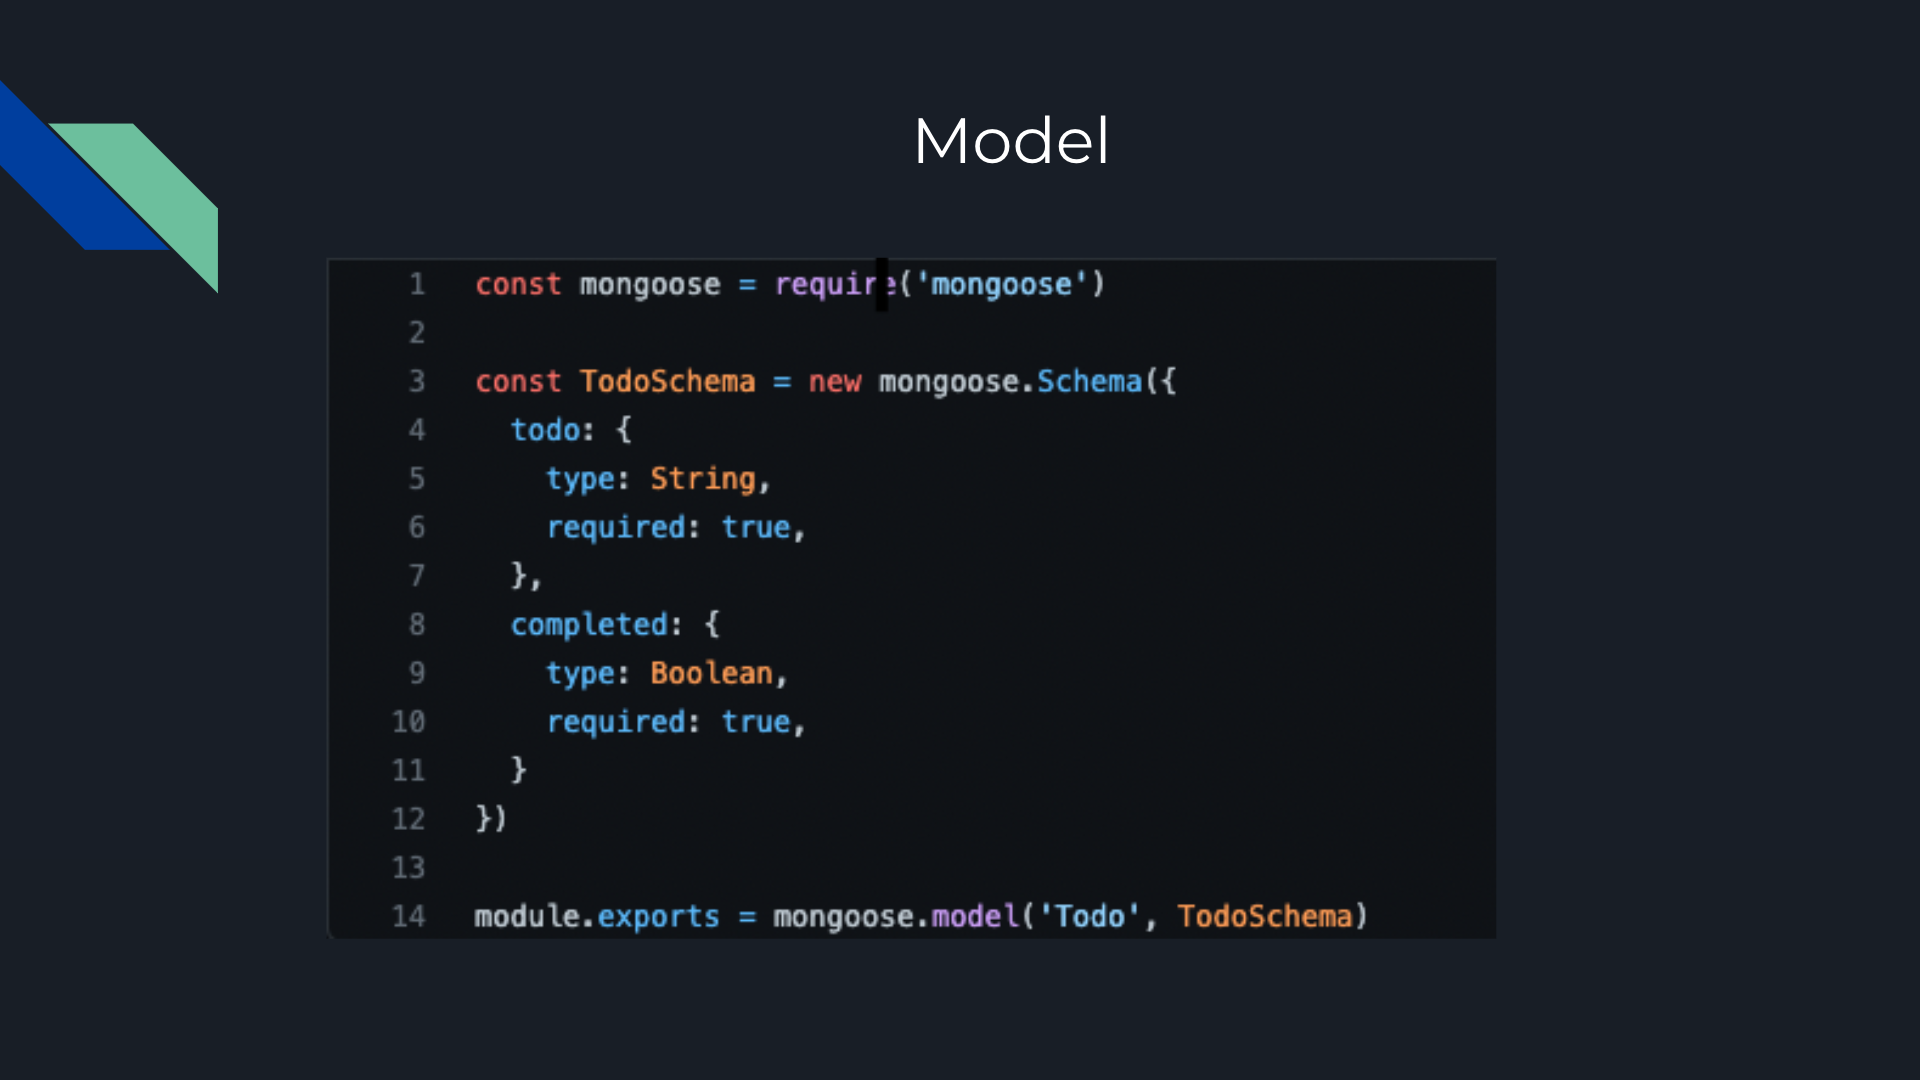 Model
1 const mongoose = require('mongoose')
2
3 const TodoSchema = new mongoose.Schema({
4   todo: {
5     type: String,
6     required: true,
7   },
8   completed: {
9     type: Boolean,
10     required: true,
11   }
12 })
13
14 module.exports = mongoose.model('Todo', TodoSchema)